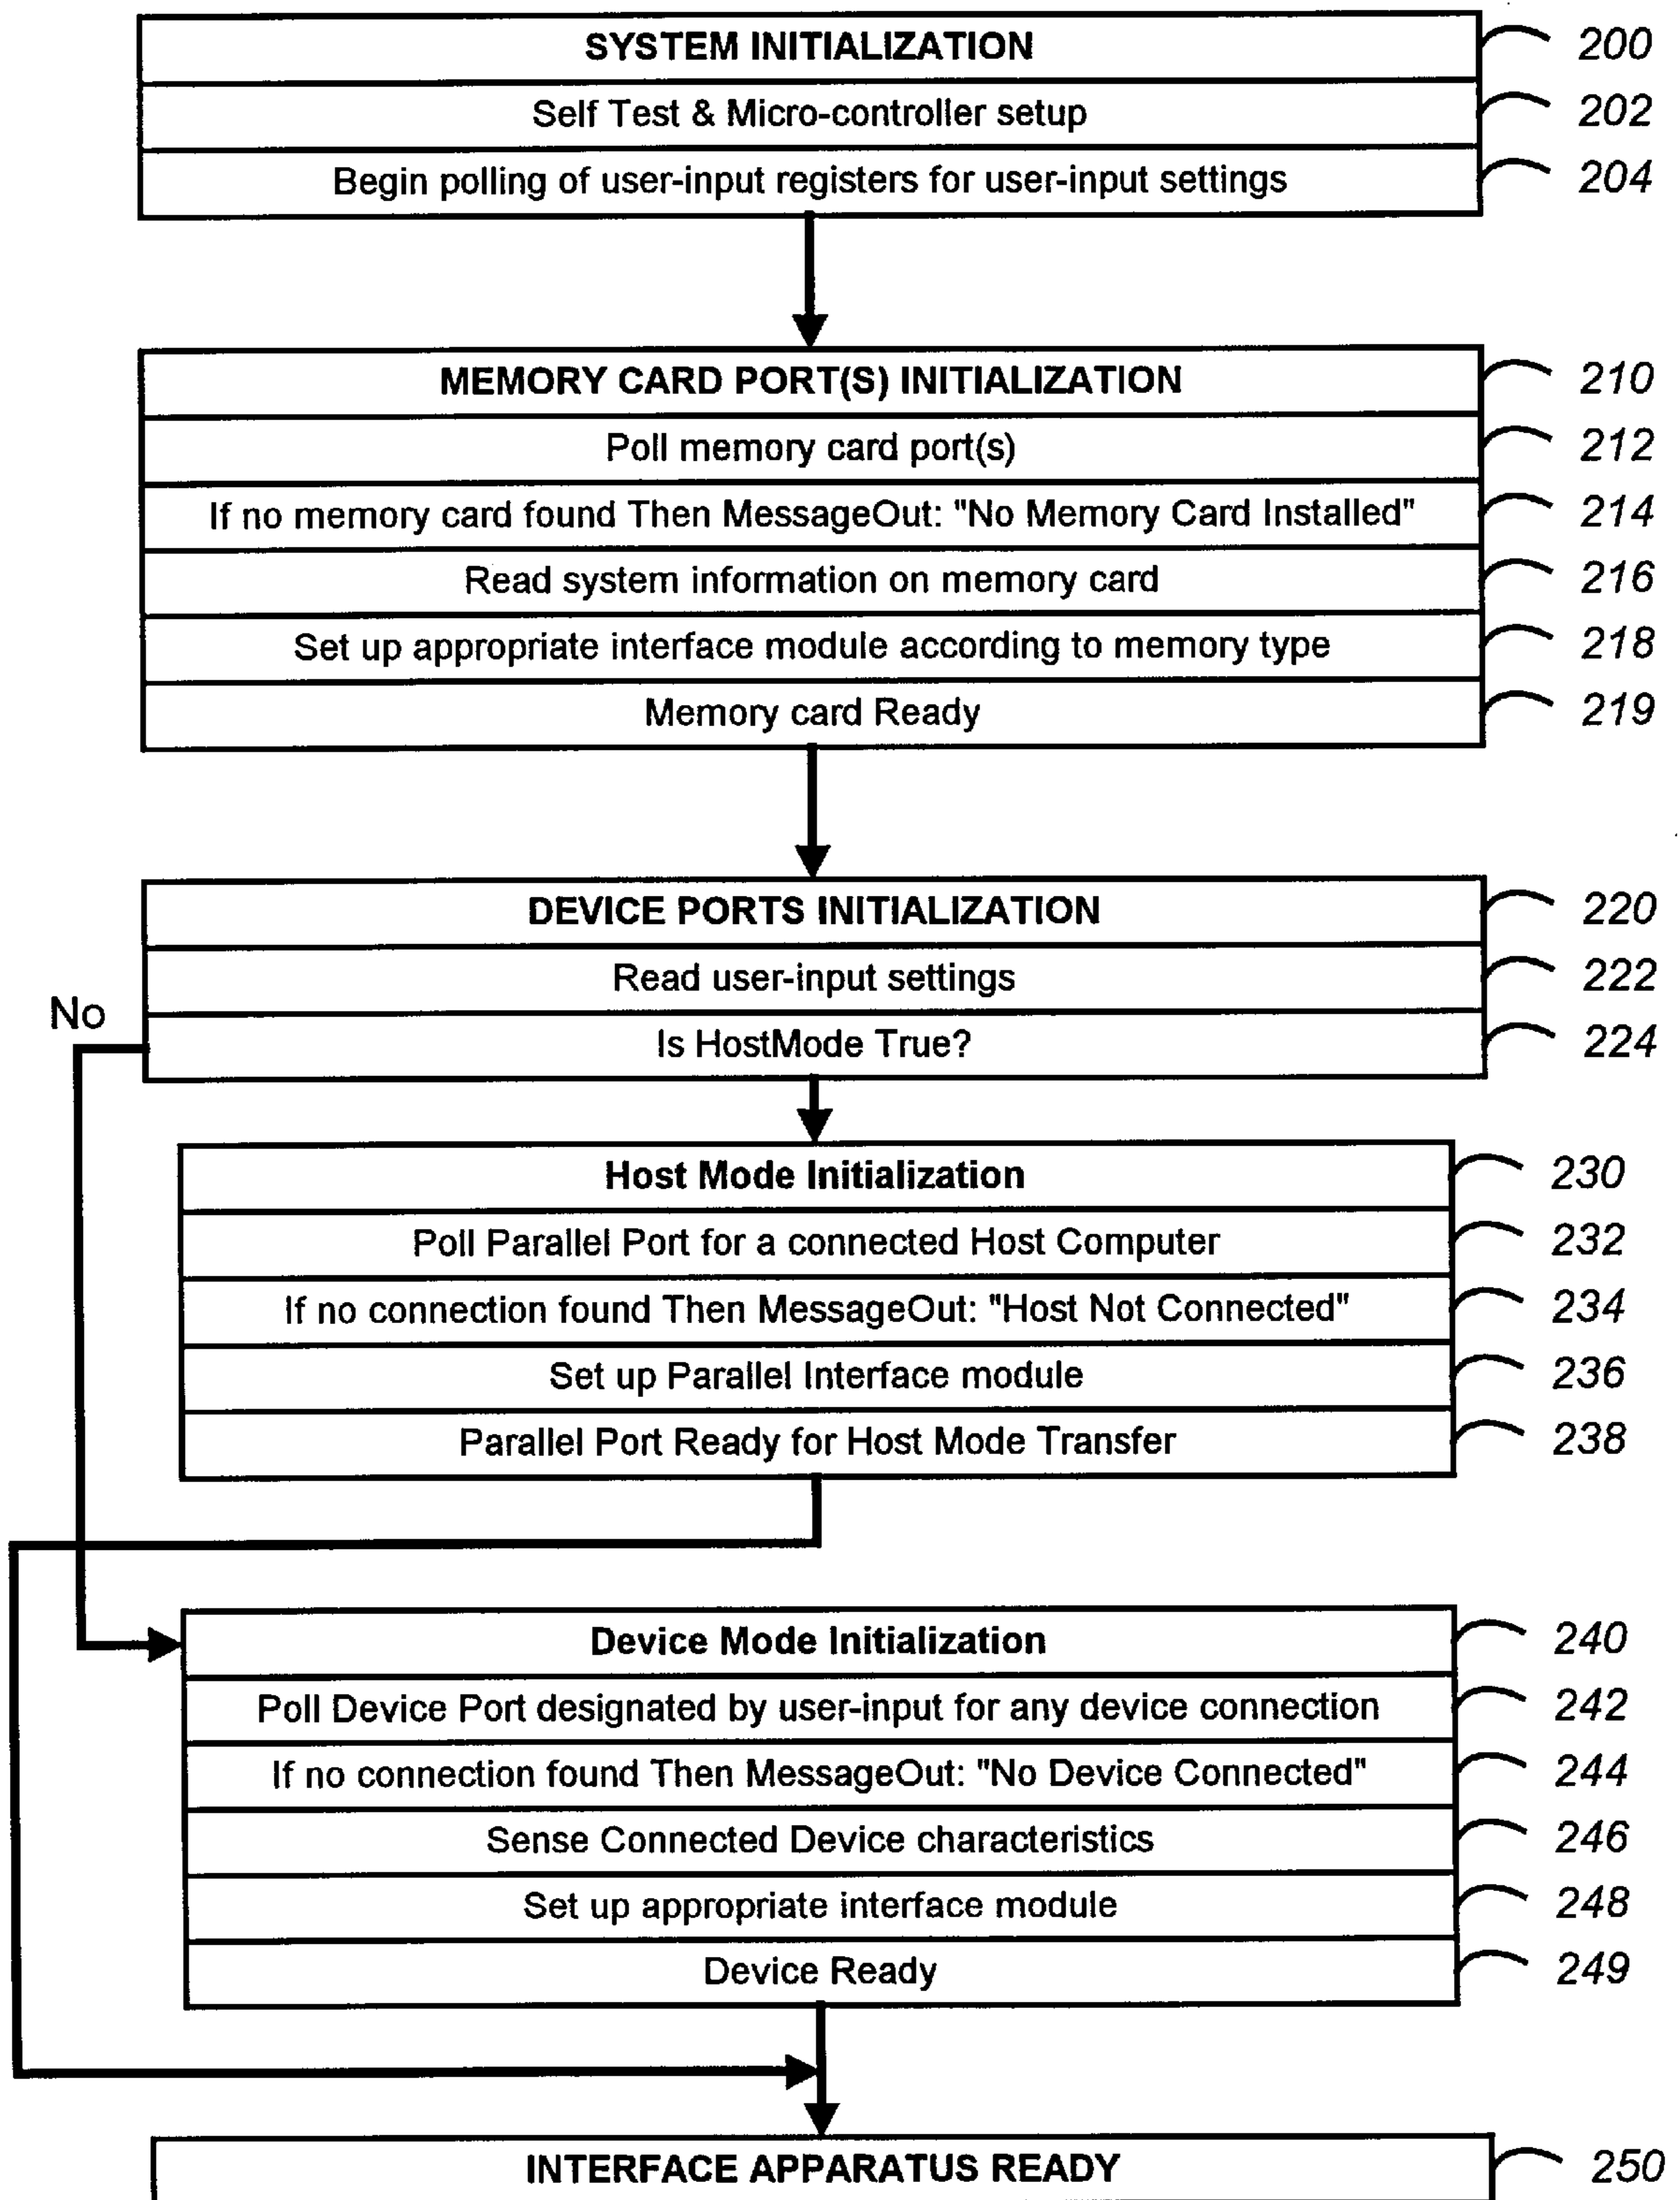 SYSTEM INITIALIZATION 200
Self Test & Micro-controller setup 202
Begin polling of user-input registers for user-input settings 204
MEMORY CARD PORT(S) INITIALIZATION 210
Poll memory card port(s) 212
If no memory card found Then MessageOut: "No Memory Card Installed" 214
Read system information on memory card 216
Set up appropriate interface module according to memory type 218
Memory card Ready 219
DEVICE PORTS INITIALIZATION 220
Read user-input settings 222
No
Is HostMode True? 224
Host Mode Initialization 230
Poll Parallel Port for a connected Host Computer 232
If no connection found Then MessageOut: "Host Not Connected" 234
Set up Parallel Interface module 236
Parallel Port Ready for Host Mode Transfer 238
Device Mode Initialization 240
Poll Device Port designated by user-input for any device connection 242
If no connection found Then MessageOut: "No Device Connected" 244
Sense Connected Device characteristics 246
Set up appropriate interface module 248
Device Ready 249
INTERFACE APPARATUS READY 250